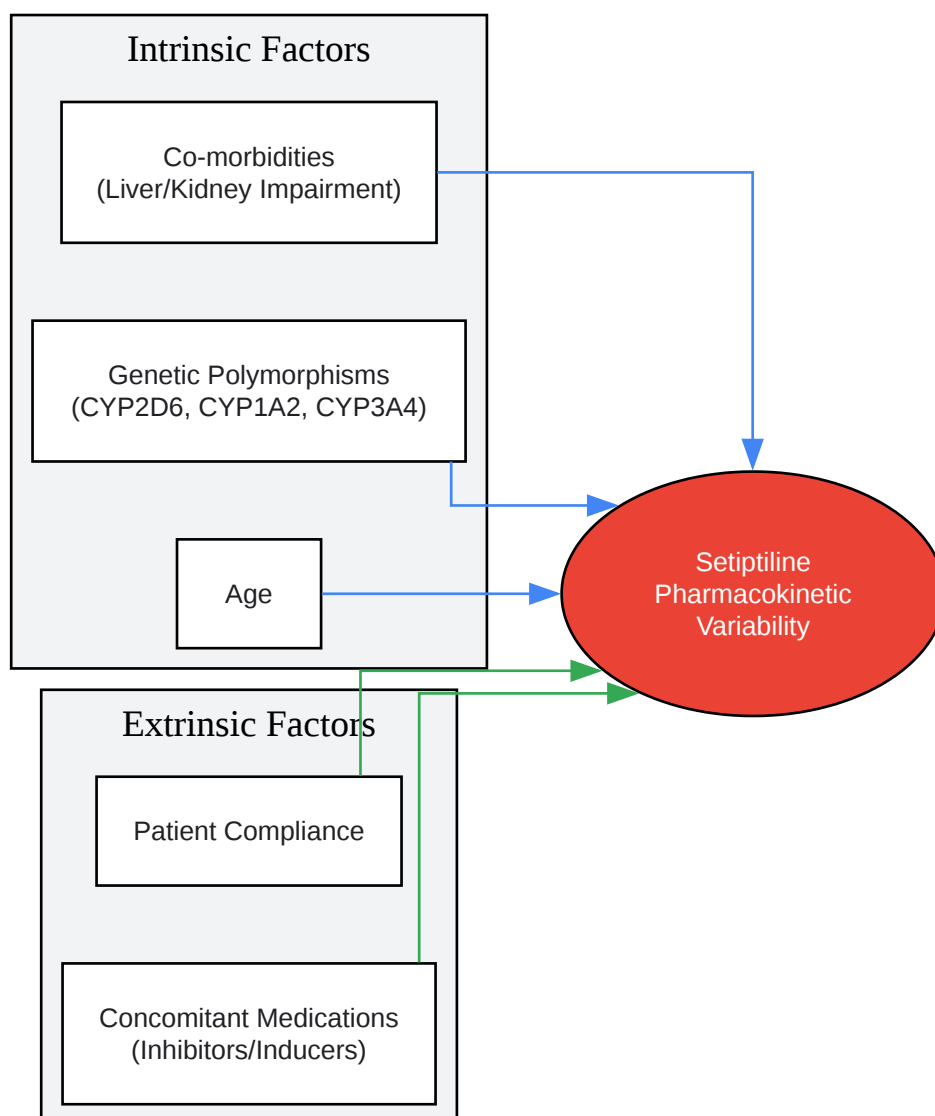 Intrinsic Factors
Co-morbidities
(Liver/Kidney Impairment)
Genetic Polymorphisms
(CYP2D6, CYP1A2, CYP3A4)
Age
Setiptiline
Pharmacokinetic
Variability
Extrinsic Factors
Patient Compliance
Concomitant Medications
(Inhibitors/Inducers)